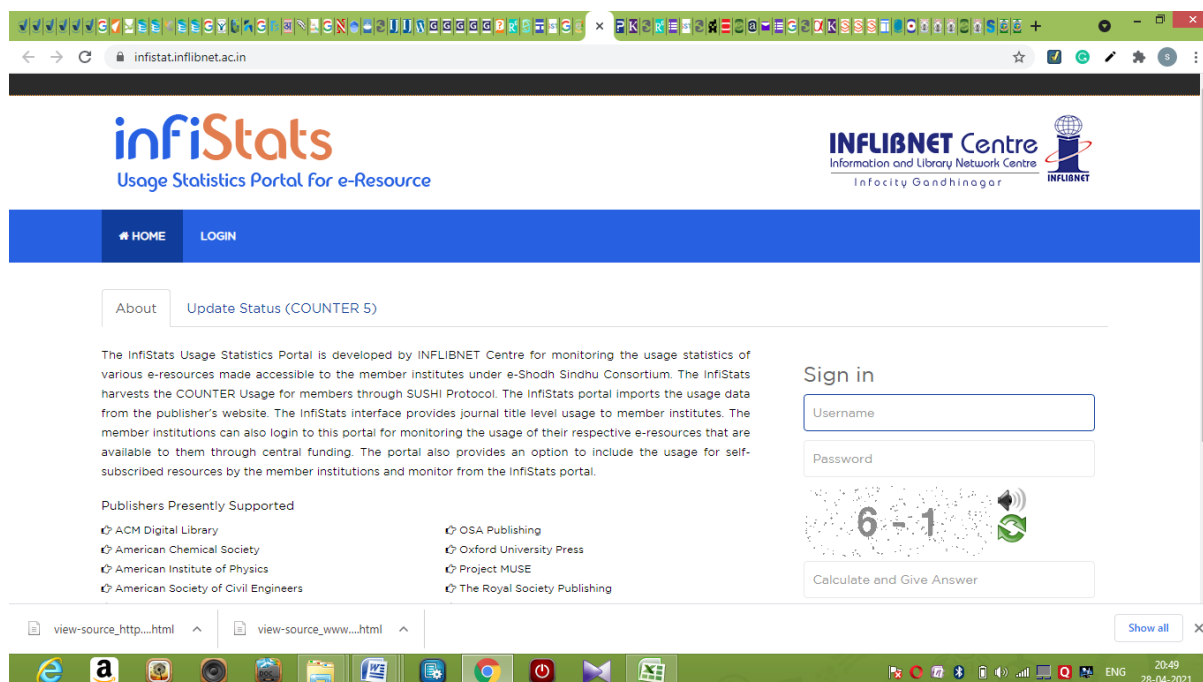 infistat.inflibnet.ac.in
infiStats
Usage Statistics Portal for e-Resource
INFLIBNET Centre
Information and Library Network Centre
Infocity Gandhinagar
INFLIBNET
HOME LOGIN
About Update Status (COUNTER 5)
The InfiStats Usage Statistics Portal is developed by INFLIBNET Centre for monitoring the usage statistics of
various e-resources made accessible to the member institutes under e-Shodh Sindhu Consortium. The InfiStats
harvests the COUNTER Usage for members through SUSHI Protocol. The InfiStats portal imports the usage data
from the publisher's website. The InfiStats interface provides journal title level usage to member institutes. The
member institutions can also login to this portal for monitoring the usage of their respective e-resources that are
available to them through central funding. The portal also provides an option to include the usage for self-
subscribed resources by the member institutions and monitor from the InfiStats portal.
Publishers Presently Supported
ACM Digital Library
American Chemical Society
American Institute of Physics
American Society of Civil Engineers
OSA Publishing
Oxford University Press
Project MUSE
The Royal Society Publishing
Sign in
Username
Password
6 - 1
Calculate and Give Answer
view-source_http....html
view-source_www....html
Show all
ENG
20:49
28-04-2021